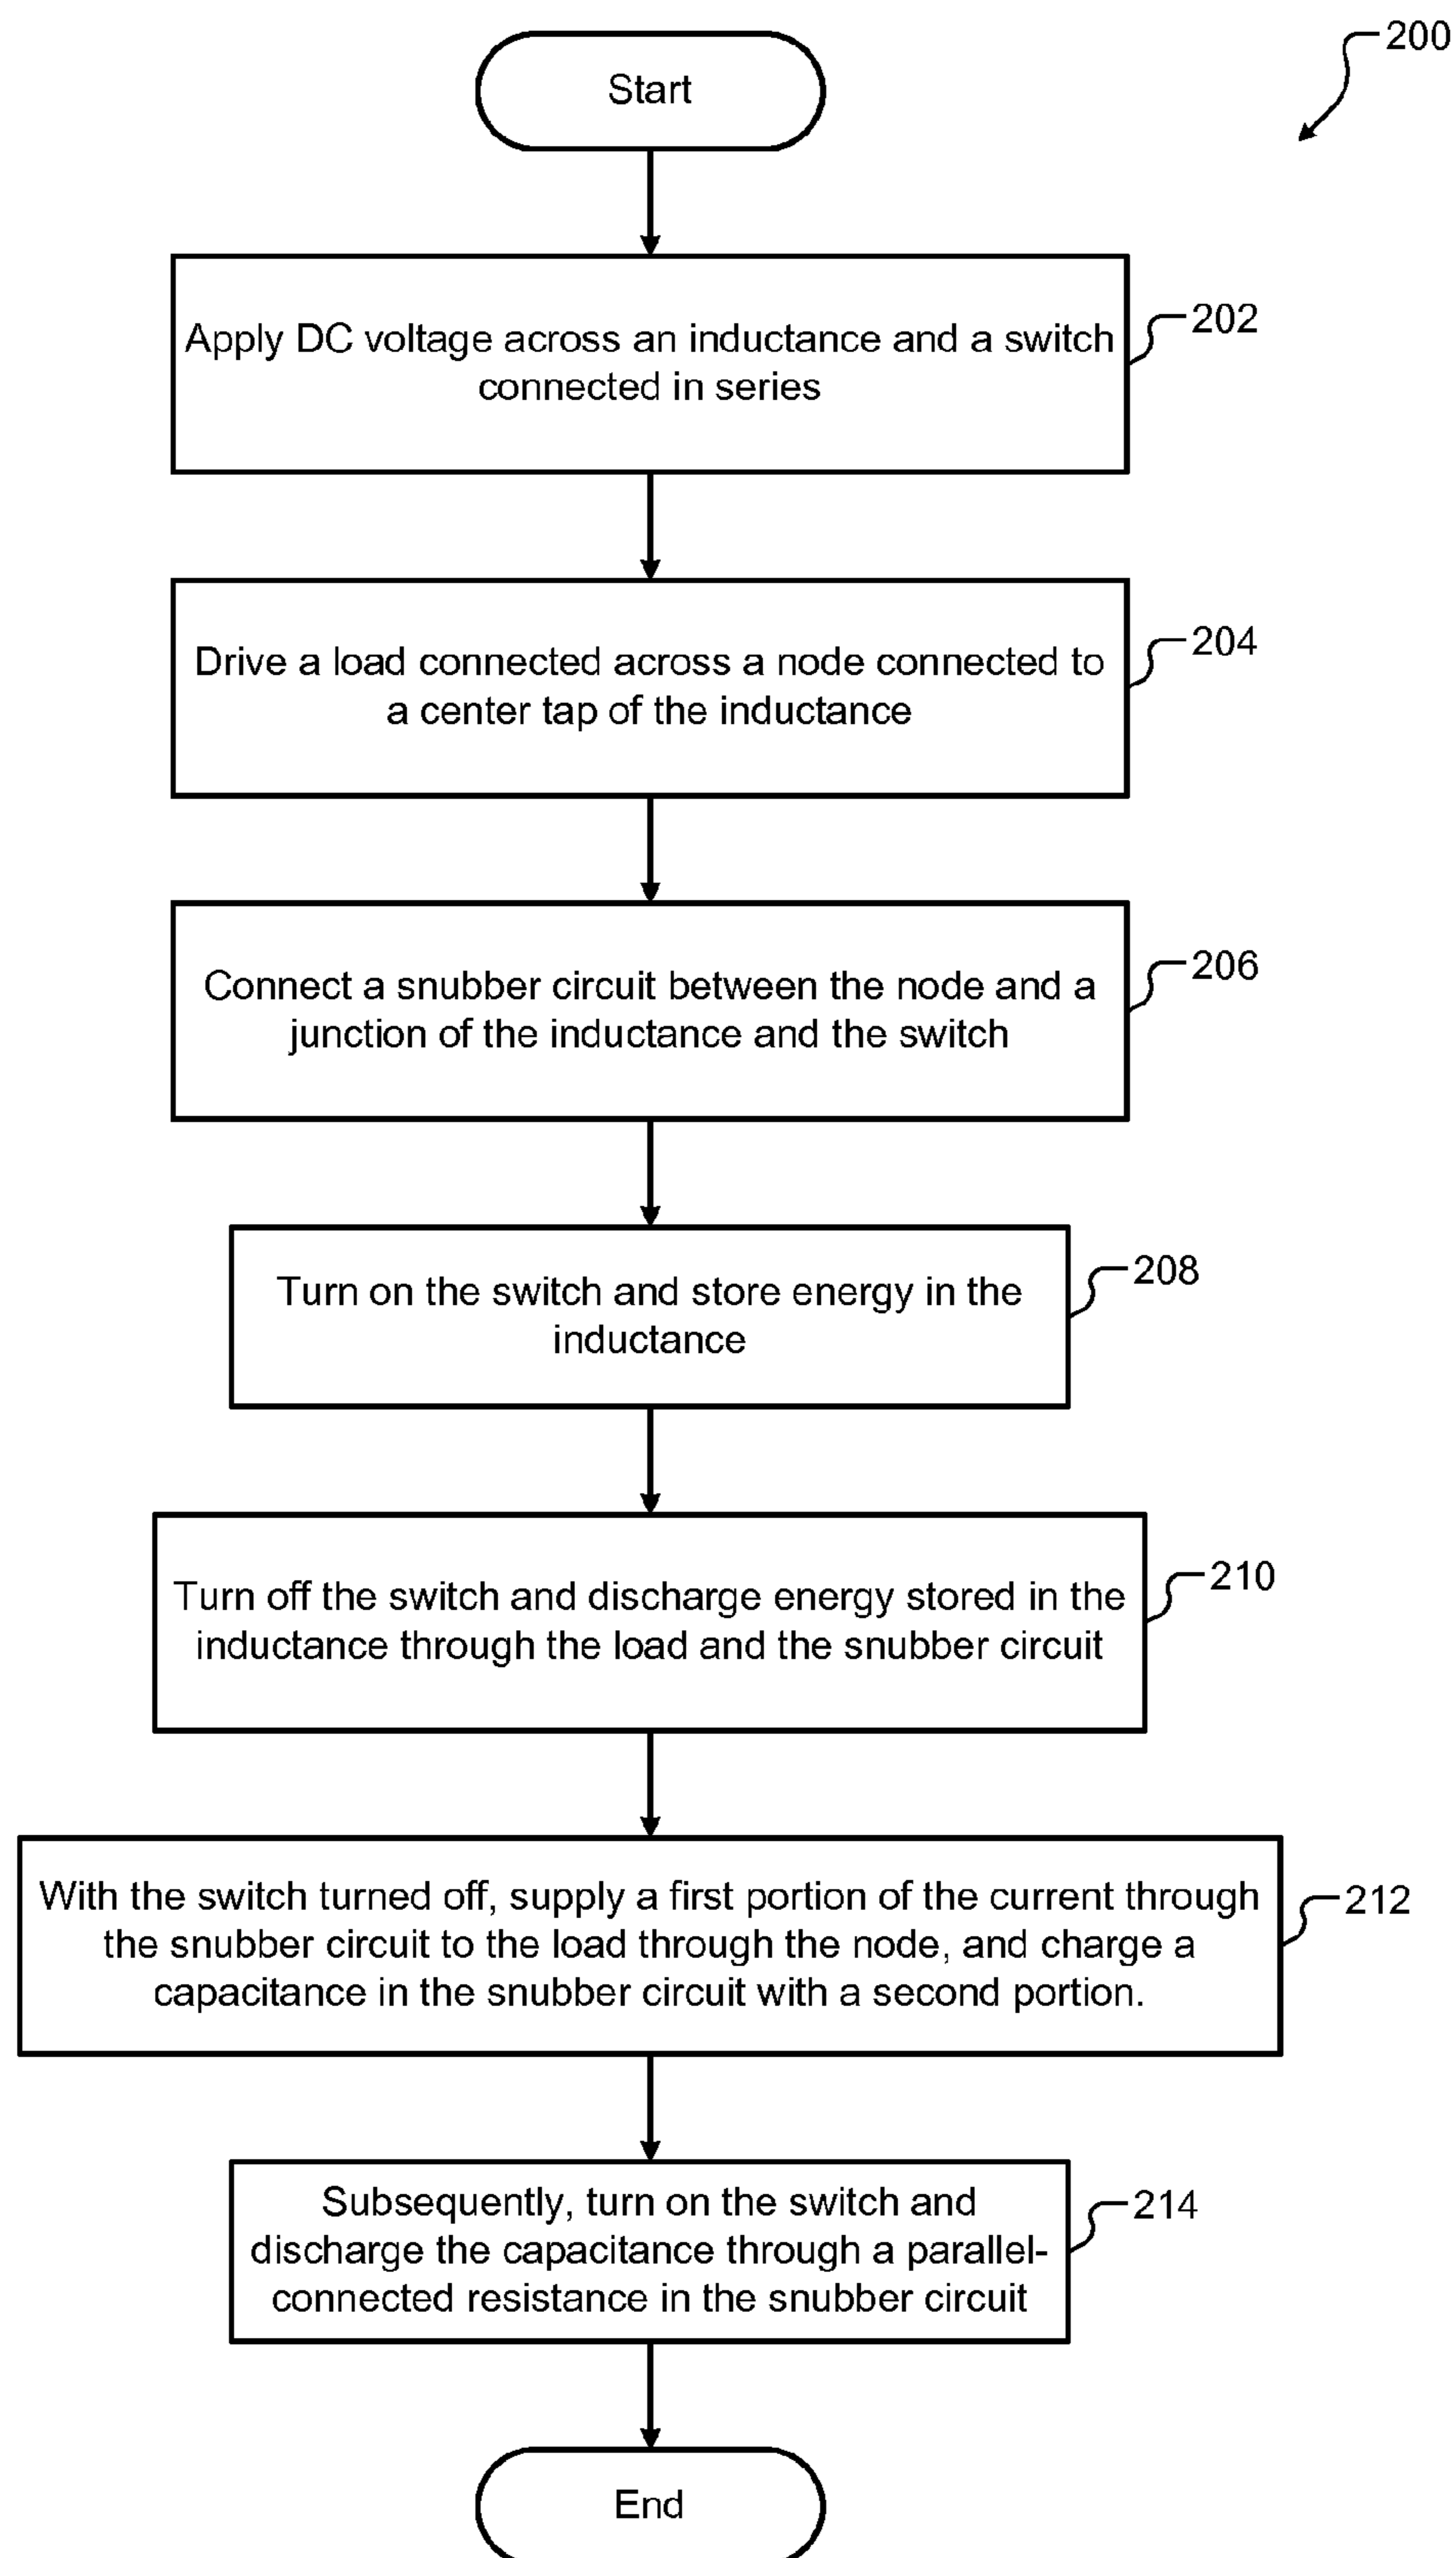 200
Start
Apply DC voltage across an inductance and a switch
connected in series
202
Drive a load connected across a node connected to
a center tap of the inductance
204
Connect a snubber circuit between the node and a
junction of the inductance and the switch
206
Turn on the switch and store energy in the
inductance
208
Turn off the switch and discharge energy stored in the
inductance through the load and the snubber circuit
210
With the switch turned off, supply a first portion of the current through
the snubber circuit to the load through the node, and charge a
capacitance in the snubber circuit with a second portion.
212
Subsequently, turn on the switch and
discharge the capacitance through a parallel-
connected resistance in the snubber circuit
214
End